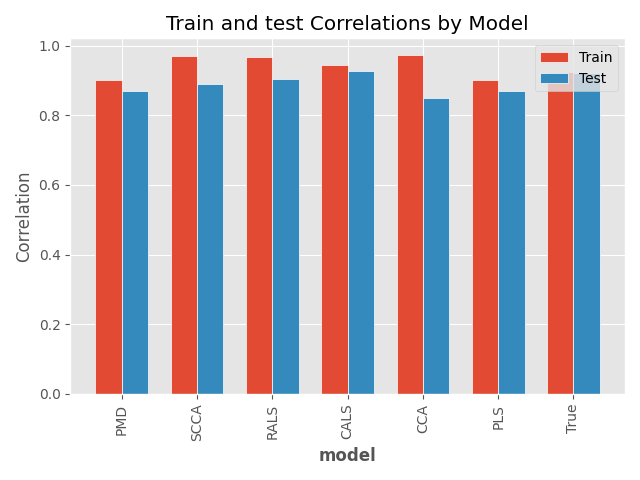 Train and test Correlations by Model
Train
Test
Correlation
1.0
0.8
0.6
0.4
0.2
0.0
PMD
SCCA
RALS
CALS
CCA
PLS
True
model